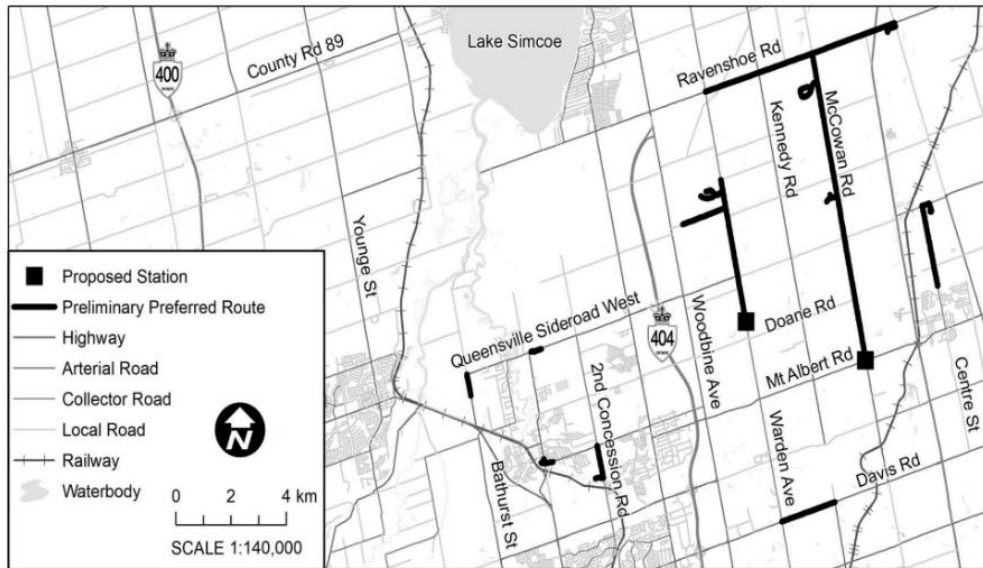 Lake Simcoe
400
County Rd 89
Ravenshoe Rd
Kennedy Rd
McCowan Rd
Younge St
Queensville Sideroad West
404
Woodbine Ave
Doane Rd
Mt Albert Rd
2nd Concession Rd
Centre St
Bathurst St
Warden Ave
Davis Rd
Proposed Station
Preliminary Preferred Route
Highway
Arterial Road
Collector Road
Local Road
Railway
Waterbody
N
0 2 4 km
SCALE 1:140,000